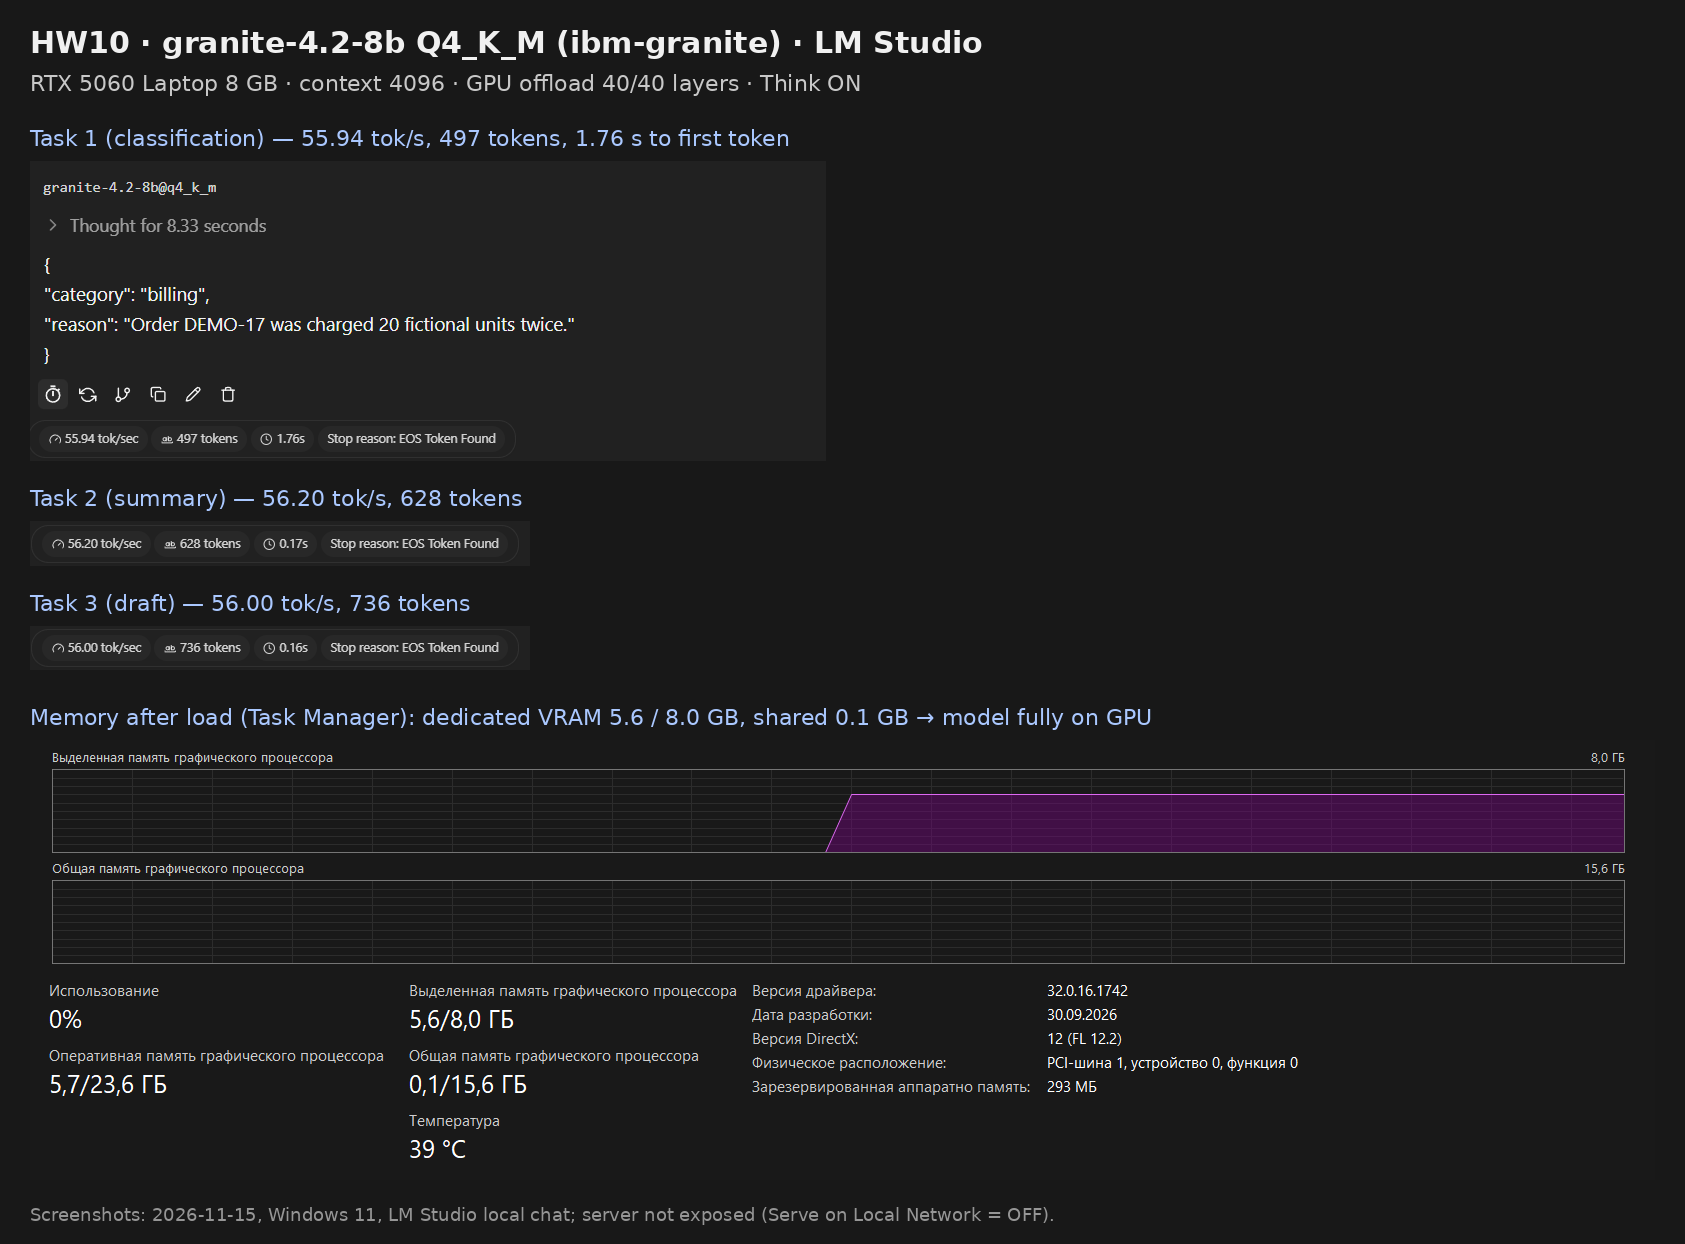 HW10 · granite-4.2-8b Q4_K_M (ibm-granite) · LM Studio
RTX 5060 Laptop 8 GB · context 4096 · GPU offload 40/40 layers · Think ON
Task 1 (classification) — 55.94 tok/s, 497 tokens, 1.76 s to first token
granite-4.2-8b@q4_k_m
Thought for 8.33 seconds
{
"category": "billing",
"reason": "Order DEMO-17 was charged 20 fictional units twice."
}
55.94 tok/sec 497 tokens 1.76s Stop reason: EOS Token Found
Task 2 (summary) — 56.20 tok/s, 628 tokens
56.20 tok/sec 628 tokens 0.17s Stop reason: EOS Token Found
Task 3 (draft) — 56.00 tok/s, 736 tokens
56.00 tok/sec 736 tokens 0.16s Stop reason: EOS Token Found
Memory after load (Task Manager): dedicated VRAM 5.6 / 8.0 GB, shared 0.1 GB → model fully on GPU
Выделенная память графического процессора 8,0 ГБ
Общая память графического процессора 15,6 ГБ
Использование
0%
Оперативная память графического процессора
5,7/23,6 ГБ
Выделенная память графического процессора
5,6/8,0 ГБ
Общая память графического процессора
0,1/15,6 ГБ
Температура
39 °C
Версия драйвера: 32.0.16.1742
Дата разработки: 30.09.2026
Версия DirectX: 12 (FL 12.2)
Физическое расположение: PCI-шина 1, устройство 0, функция 0
Зарезервированная аппаратно память: 293 МБ
Screenshots: 2026-11-15, Windows 11, LM Studio local chat; server not exposed (Serve on Local Network = OFF).